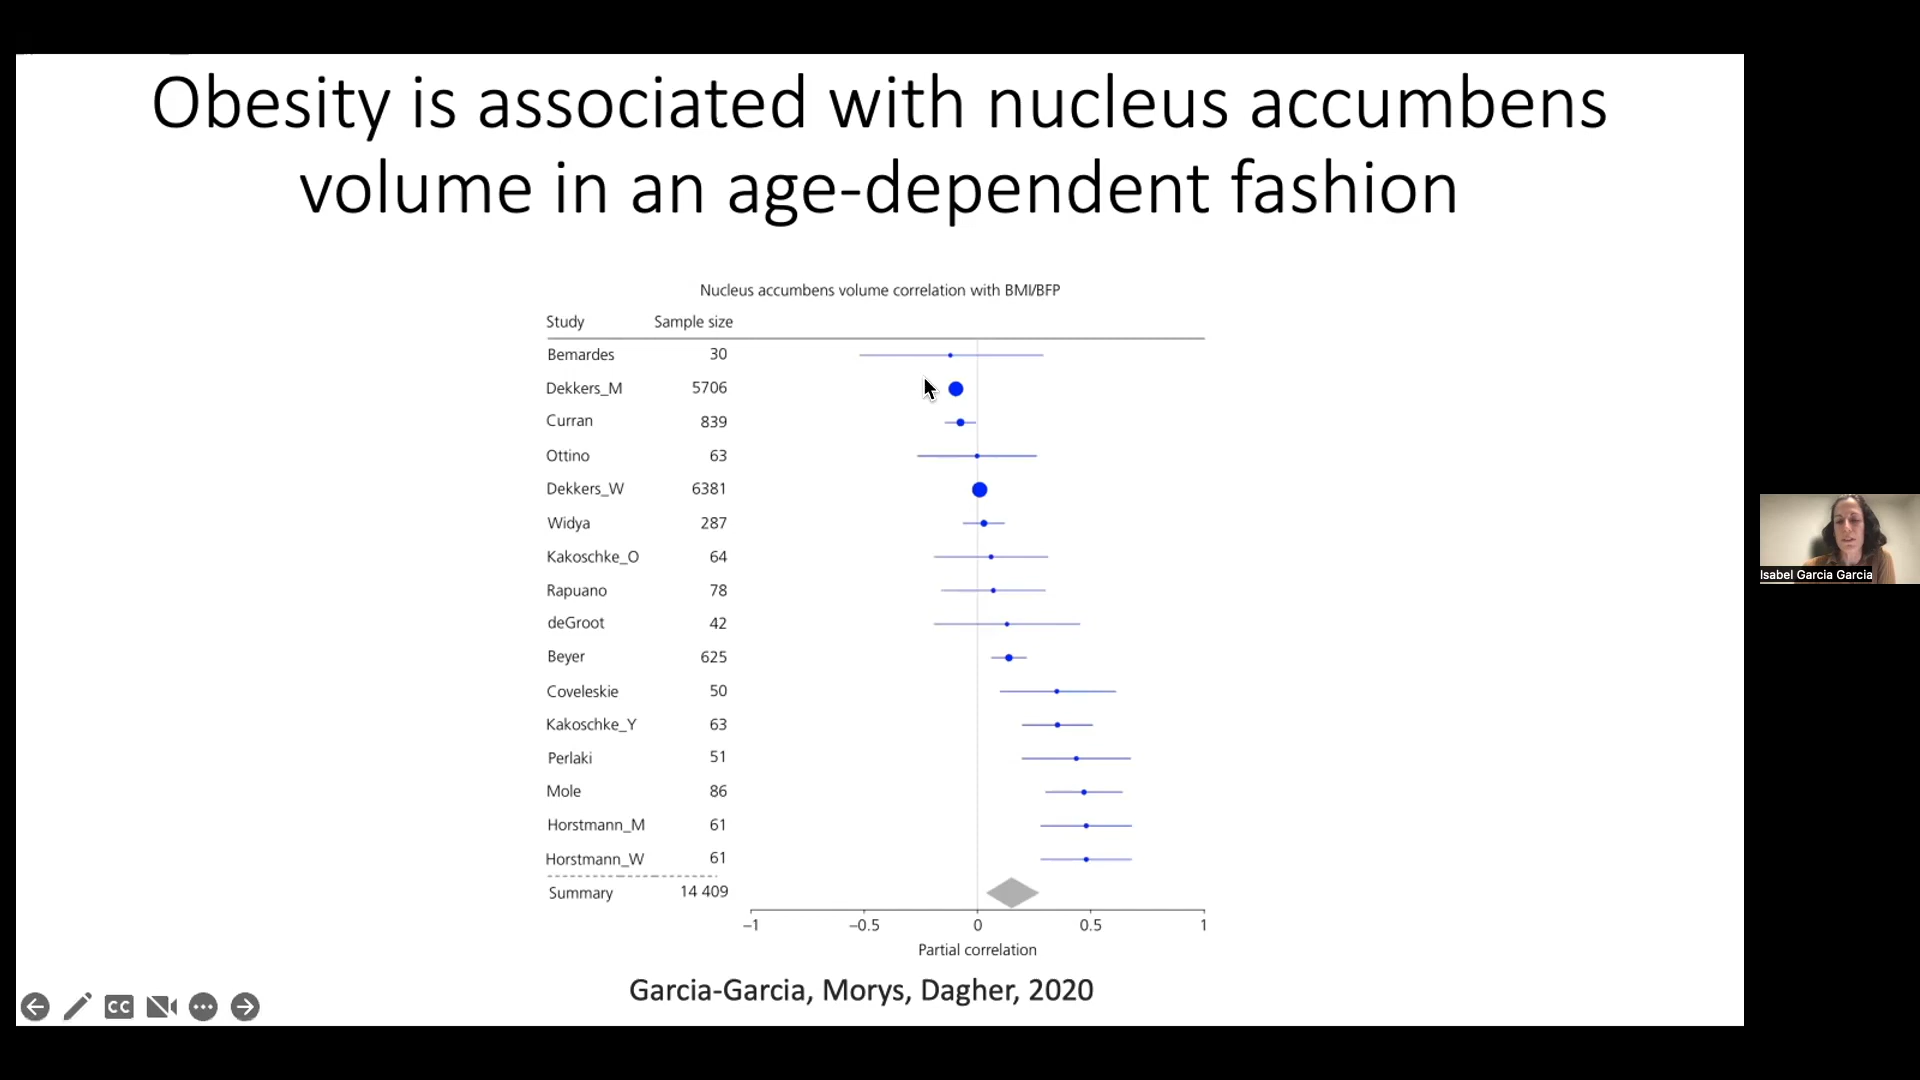 Obesity is associated with nucleus accumbens
volume in an age-dependent fashion
Nucleus accumbens volume correlation with BMI/BFP
Study Sample size
Bemardes 30
Dekkers_M 5706
Curran 839
Ottino 63
Dekkers_W 6381
Widya 287
Kakoschke_O 64
Rapuano 78
deGroot 42
Beyer 625
Coveleskie 50
Kakoschke_Y 63
Perlaki 51
Mole 86
Horstmann_M 61
Horstmann_W 61
Summary 14 409
−1 −0.5 0 0.5 1
Partial correlation
Garcia-Garcia, Morys, Dagher, 2020
CC
Isabel Garcia Garcia